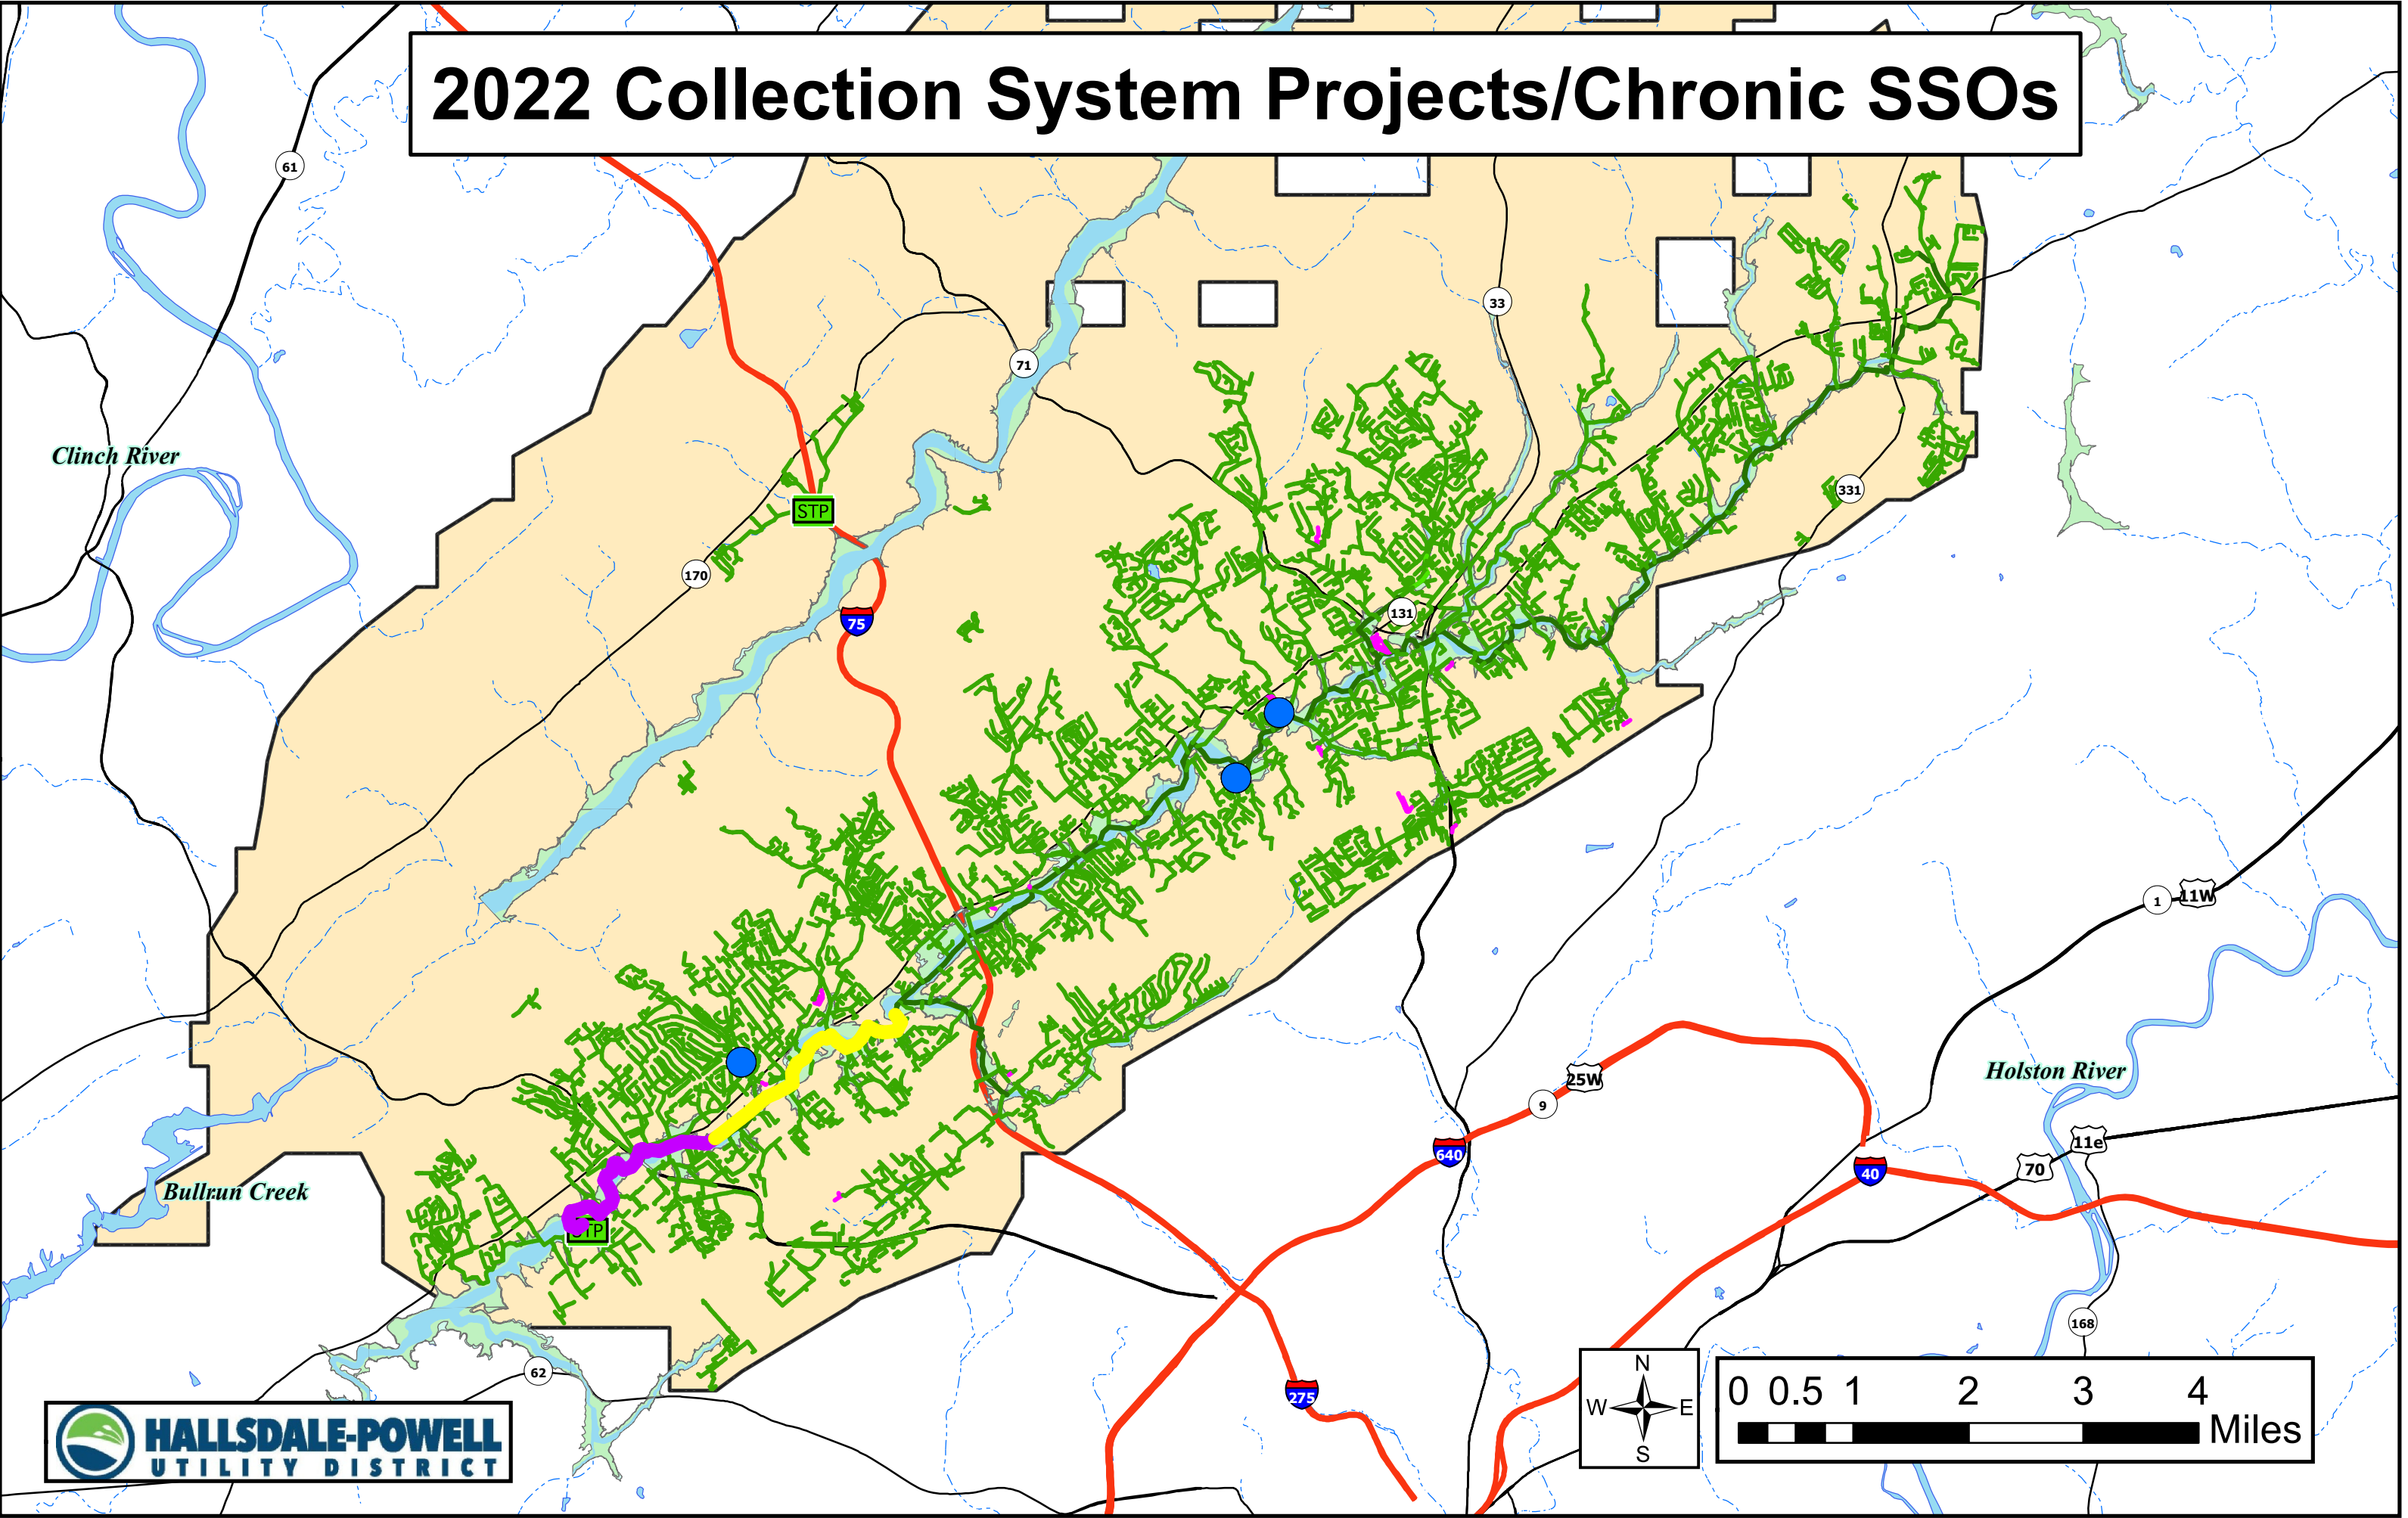 2022 Collection System Projects/Chronic SSOs
61
33
71
Clinch River
331
STP
170
75
131
1
11W
Holston River
25W
9
11e
640
70
40
Bullrun Creek
STP
168
62
275
N
W E
S
0 0.5 1 2 3 4
Miles
HALLSDALE-POWELL
UTILITY DISTRICT